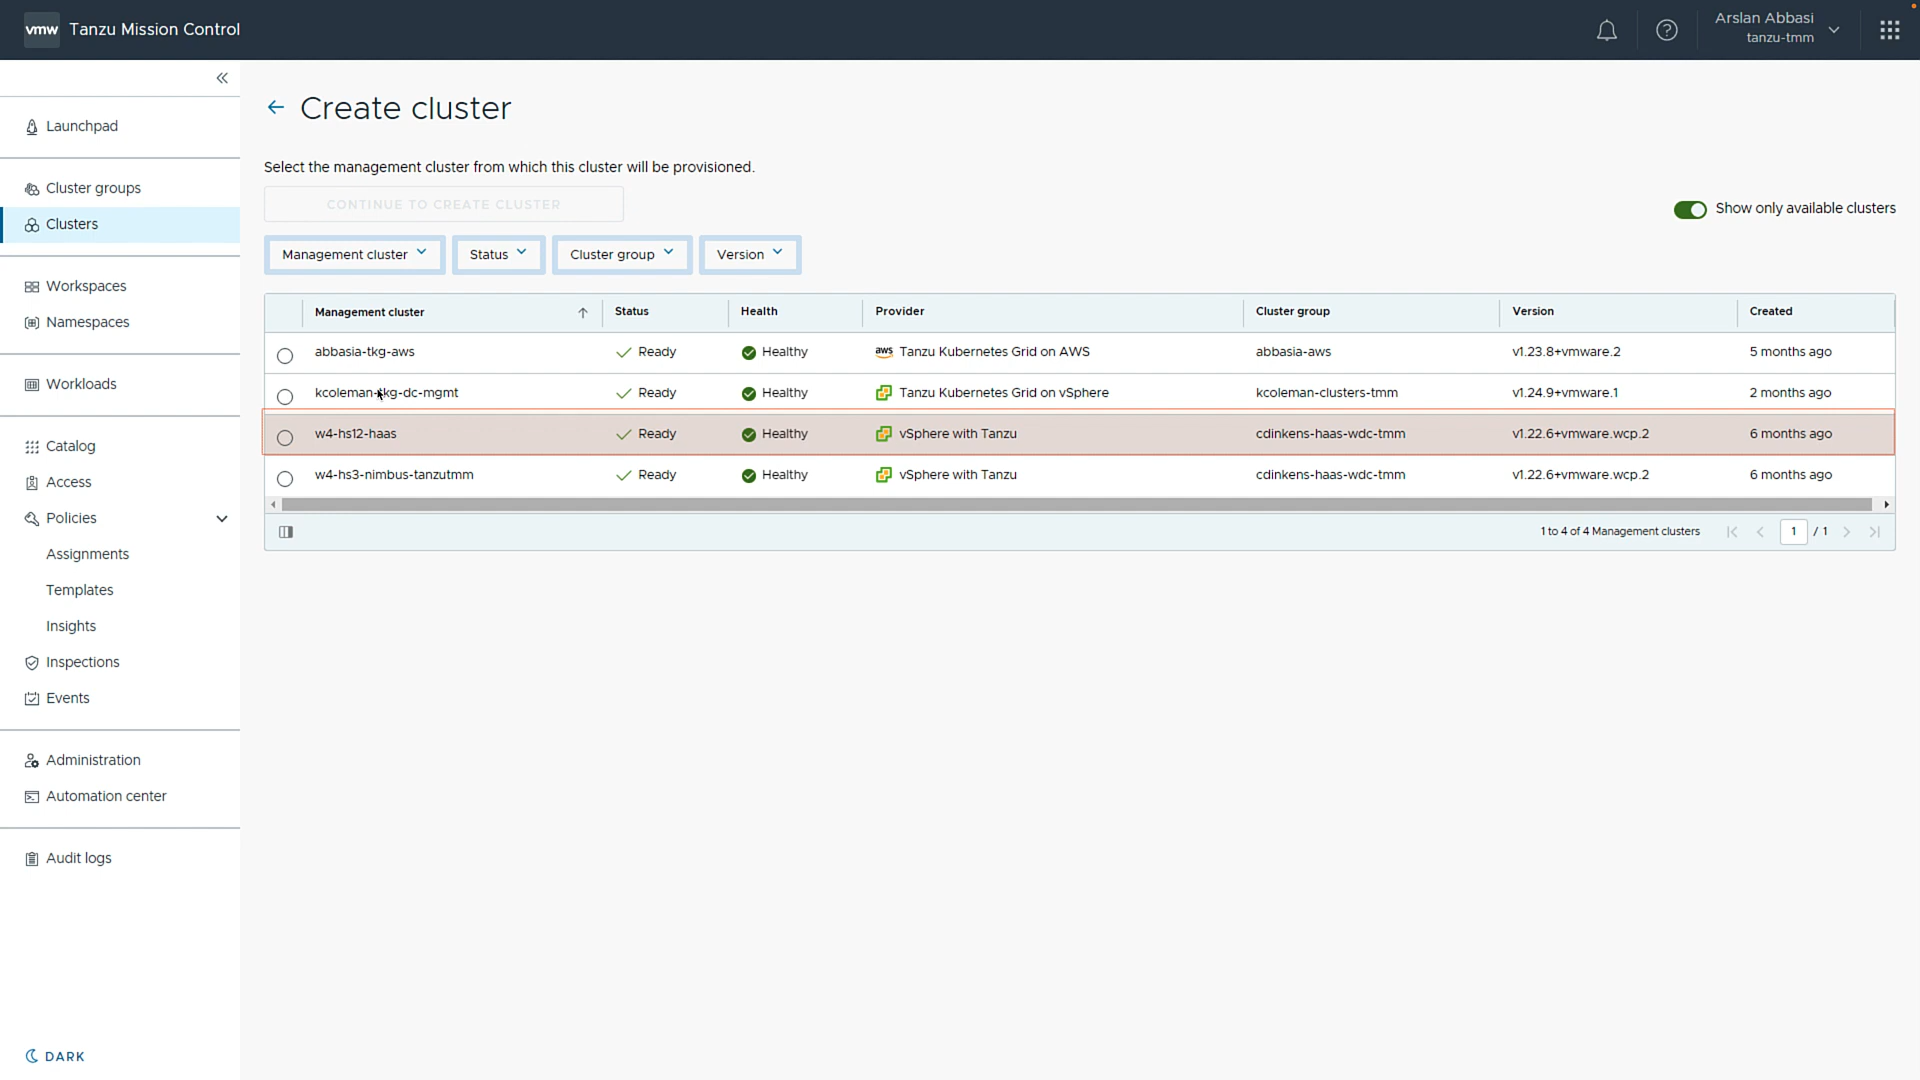 vmw Tanzu Mission Control
Arslan Abbasi
tanzu-tmm
Launchpad
Cluster groups
Clusters
Workspaces
Namespaces
Workloads
Catalog
Access
Policies
Assignments
Templates
Insights
Inspections
Events
Administration
Automation center
Audit logs
DARK
Create cluster
Select the management cluster from which this cluster will be provisioned.
CONTINUE TO CREATE CLUSTER
Show only available clusters
Management cluster Status Cluster group Version
Management cluster Status Health Provider Cluster group Version Created
abbasia-tkg-aws Ready Healthy aws Tanzu Kubernetes Grid on AWS abbasia-aws v1.23.8+vmware.2 5 months ago
kcoleman-tkg-dc-mgmt Ready Healthy Tanzu Kubernetes Grid on vSphere kcoleman-clusters-tmm v1.24.9+vmware.1 2 months ago
w4-hs12-haas Ready Healthy vSphere with Tanzu cdinkens-haas-wdc-tmm v1.22.6+vmware.wcp.2 6 months ago
w4-hs3-nimbus-tanzutmm Ready Healthy vSphere with Tanzu cdinkens-haas-wdc-tmm v1.22.6+vmware.wcp.2 6 months ago
1 to 4 of 4 Management clusters 1 / 1